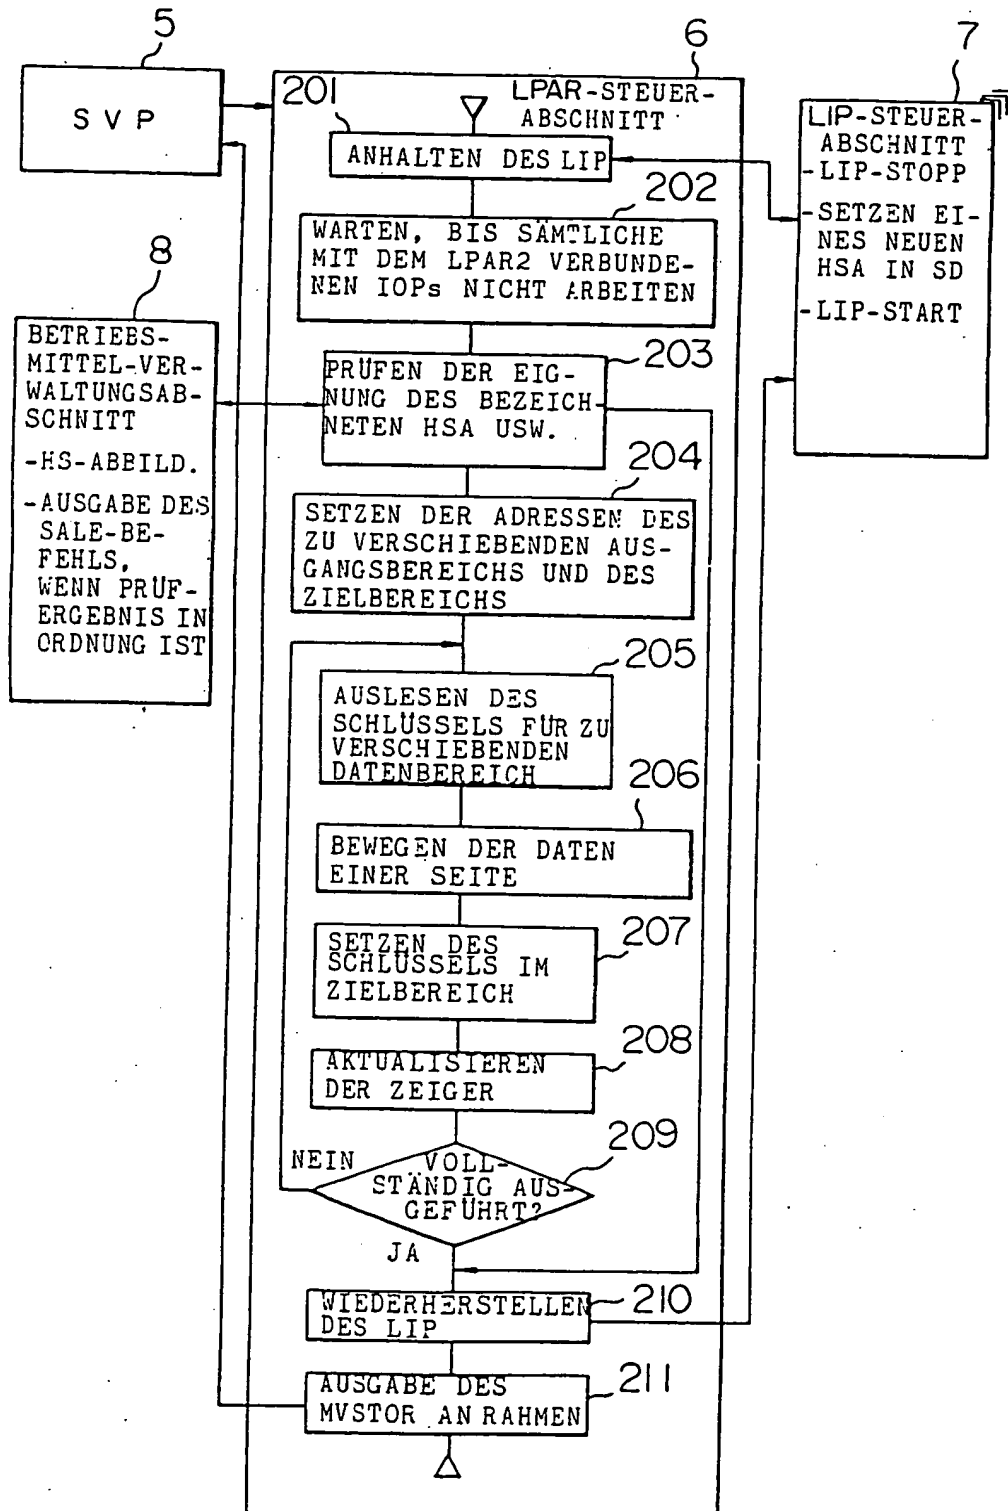 5
SVP
6
201
LPAR-STEUER-
ABSCHNITT
ANHALTEN DES LIP
7
LIP-STEUER-
ABSCHNITT
-LIP-STOPP
-SETZEN EI-
NES NEUEN
HSA IN SD
-LIP-START
202
WARTEN, BIS SÄMTLICHE
MIT DEM LPAR2 VERBUNDE-
NEN IOPs NICHT ARBEITEN
8
BETRIEBS-
MITTEL-VER-
WALTUNGSAB-
SCHNITT
-HS-ABBILD.
-AUSGABE DES
SALE-BE-
FEHLS,
WENN PRÜF-
ERGEBNIS IN
ORDNUNG IST
203
PRÜFEN DER EIG-
NUNG DES BEZEICH-
NETEN HSA USW.
204
SETZEN DER ADRESSEN DES
ZU VERSCHIEBENDEN AUS-
GANGSBEREICHS UND DES
ZIELBEREICHS
205
AUSLESEN DES
SCHLÜSSELS FÜR ZU
VERSCHIEBENDEN
DATENBEREICH
206
BEWEGEN DER DATEN
EINER SEITE
207
SETZEN DES
SCHLÜSSELS IM
ZIELBEREICH
208
AKTUALISIEREN
DER ZEIGER
209
NEIN
VOLL-
STÄNDIG AUS-
GEFÜHRT?
JA
210
WIEDERHERSTELLEN
DES LIP
211
AUSGABE DES
MVSTOR AN RAHMEN